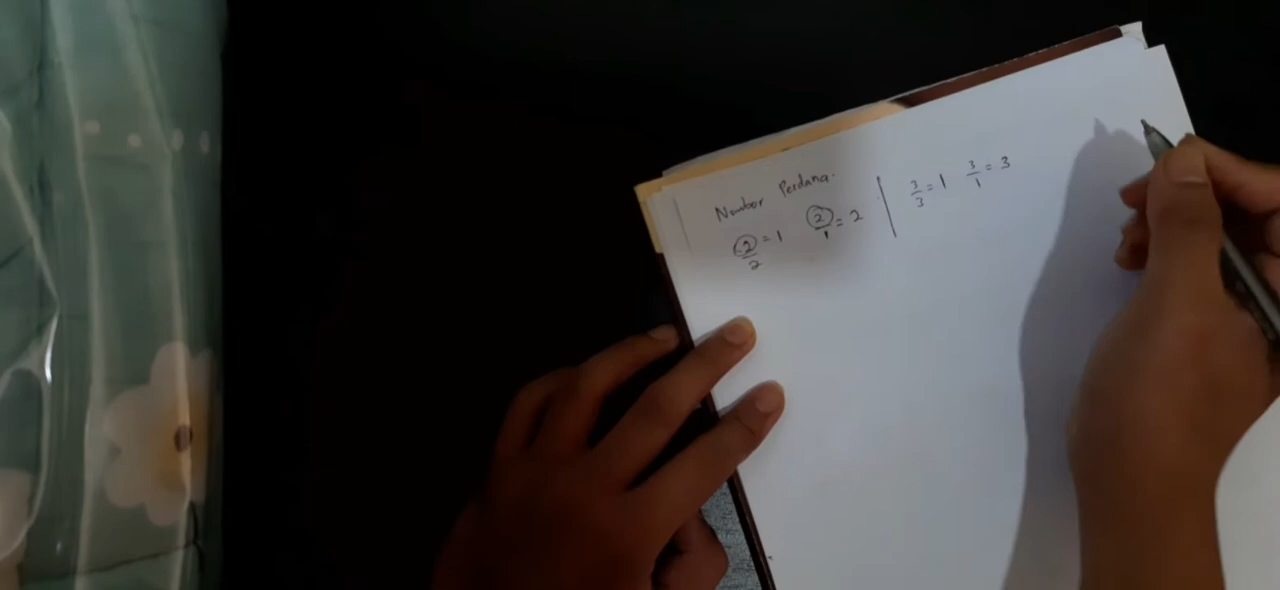 Nombor Perdana.
2/2 = 1 2/1 = 2 | 3/3 = 1 3/1 = 3